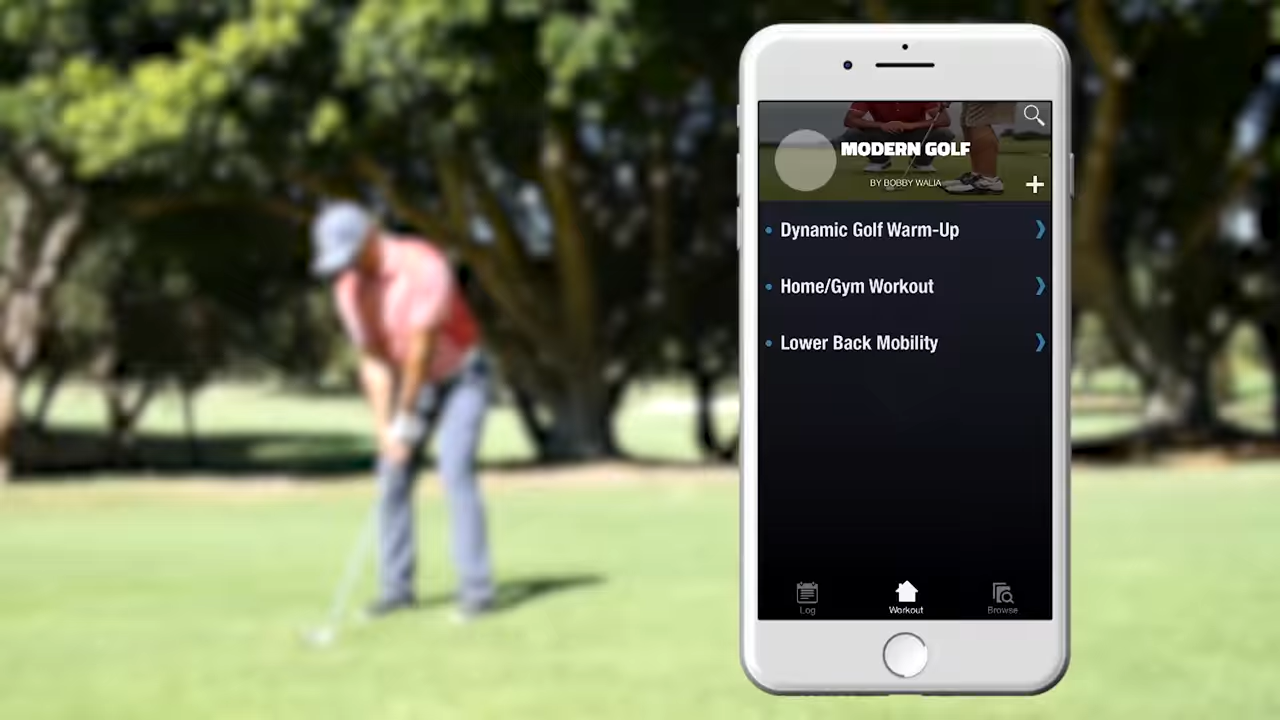 MODERN GOLF
BY BOBBY WALIA
Dynamic Golf Warm-Up
Home/Gym Workout
Lower Back Mobility
Log
Workout
Browse